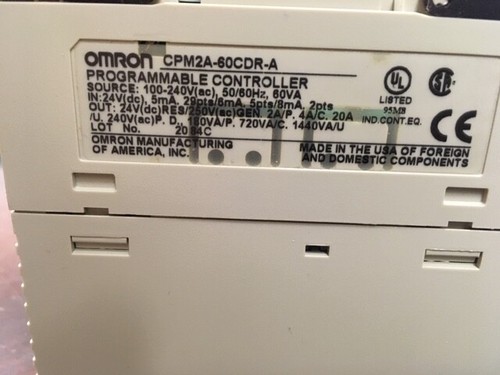 OMRON CPM2A-60CDR-A
PROGRAMMABLE CONTROLLER
SOURCE: 100-240V(ac), 50/60Hz, 60VA
IN:24V(dc), 5mA, 29pts/6mA, 5pts/8mA, 2pts
OUT: 24V(dc)RES/250V(ac)GEN. 2A/P. 4A/C. 20A
/U. 240V(ac)P. D. 180VA/P. 720VA/C. 1440VA/U
LOT No. 2064C
OMRON MANUFACTURING
OF AMERICA, INC.
UL
LISTED
95M8
IND.CONT.EQ.
CE
MADE IN THE USA OF FOREIGN
AND DOMESTIC COMPONENTS